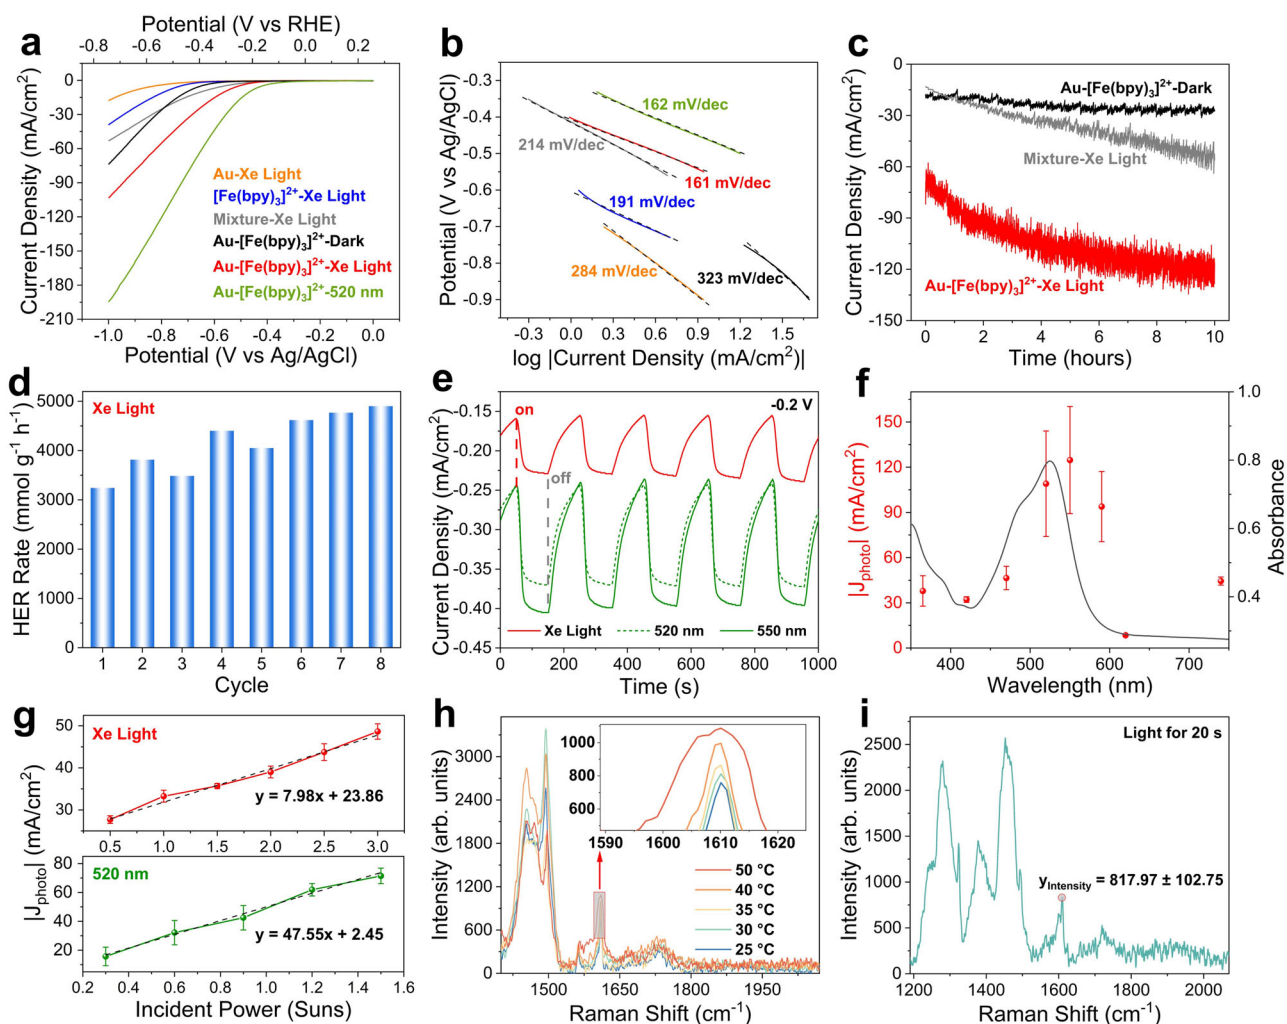 a
Potential (V vs RHE)
-0.8 -0.6 -0.4 -0.2 0.0 0.2
Current Density (mA/cm²)
0
-30
-60
-90
-120
-150
-180
-210
Au-Xe Light
[Fe(bpy)₃]²⁺-Xe Light
Mixture-Xe Light
Au-[Fe(bpy)₃]²⁺-Dark
Au-[Fe(bpy)₃]²⁺-Xe Light
Au-[Fe(bpy)₃]²⁺-520 nm
-1.0 -0.8 -0.6 -0.4 -0.2 0.0
Potential (V vs Ag/AgCl)
b
Potential (V vs Ag/AgCl)
-0.3
-0.4
-0.5
-0.6
-0.7
-0.8
-0.9
162 mV/dec
214 mV/dec
161 mV/dec
191 mV/dec
284 mV/dec
323 mV/dec
-0.3 0.0 0.3 0.6 0.9 1.2 1.5
log |Current Density (mA/cm²)|
c
Current Density (mA/cm²)
0
-30
-60
-90
-120
-150
Au-[Fe(bpy)₃]²⁺-Dark
Mixture-Xe Light
Au-[Fe(bpy)₃]²⁺-Xe Light
0 2 4 6 8 10
Time (hours)
d
HER Rate (mmol g⁻¹ h⁻¹)
5000
4000
3000
2000
1000
0
Xe Light
1 2 3 4 5 6 7 8
Cycle
e
Current Density (mA/cm²)
-0.15
-0.20
-0.25
-0.30
-0.35
-0.40
-0.45
-0.2 V
on
off
Xe Light 520 nm 550 nm
0 200 400 600 800 1000
Time (s)
f
|Jphoto| (mA/cm²)
150
120
90
60
30
0
1.0
0.8
0.6
0.4
Absorbance
400 500 600 700
Wavelength (nm)
g
|Jphoto| (mA/cm²)
50
40
30
Xe Light
y = 7.98x + 23.86
0.5 1.0 1.5 2.0 2.5 3.0
80
60
40
20
520 nm
y = 47.55x + 2.45
0.2 0.4 0.6 0.8 1.0 1.2 1.4 1.6
Incident Power (Suns)
h
Intensity (arb. units)
3600
3000
2400
1800
1200
600
0
1000
800
600
1590 1600 1610 1620
50 °C
40 °C
35 °C
30 °C
25 °C
1500 1650 1800 1950
Raman Shift (cm⁻¹)
i
Intensity (arb. units)
2500
2000
1500
1000
500
0
Light for 20 s
yIntensity = 817.97 ± 102.75
1200 1400 1600 1800 2000
Raman Shift (cm⁻¹)